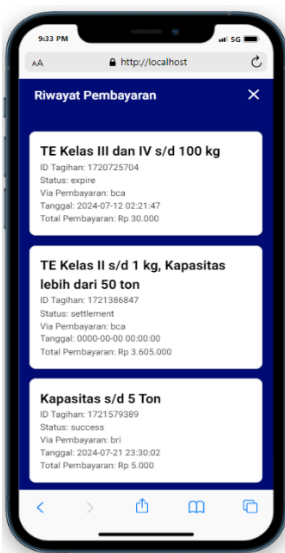 9:33 PM
5G
AA
http://localhost
Riwayat Pembayaran
TE Kelas III dan IV s/d 100 kg
ID Tagihan: 1720725704
Status: expire
Via Pembayaran: bca
Tanggal: 2024-07-12 02:21:47
Total Pembayaran: Rp 30.000
TE Kelas II s/d 1 kg, Kapasitas
lebih dari 50 ton
ID Tagihan: 1721386847
Status: settlement
Via Pembayaran: bca
Tanggal: 0000-00-00 00:00:00
Total Pembayaran: Rp 3.605.000
Kapasitas s/d 5 Ton
ID Tagihan: 1721579389
Status: success
Via Pembayaran: bri
Tanggal: 2024-07-21 23:30:02
Total Pembayaran: Rp 5.000